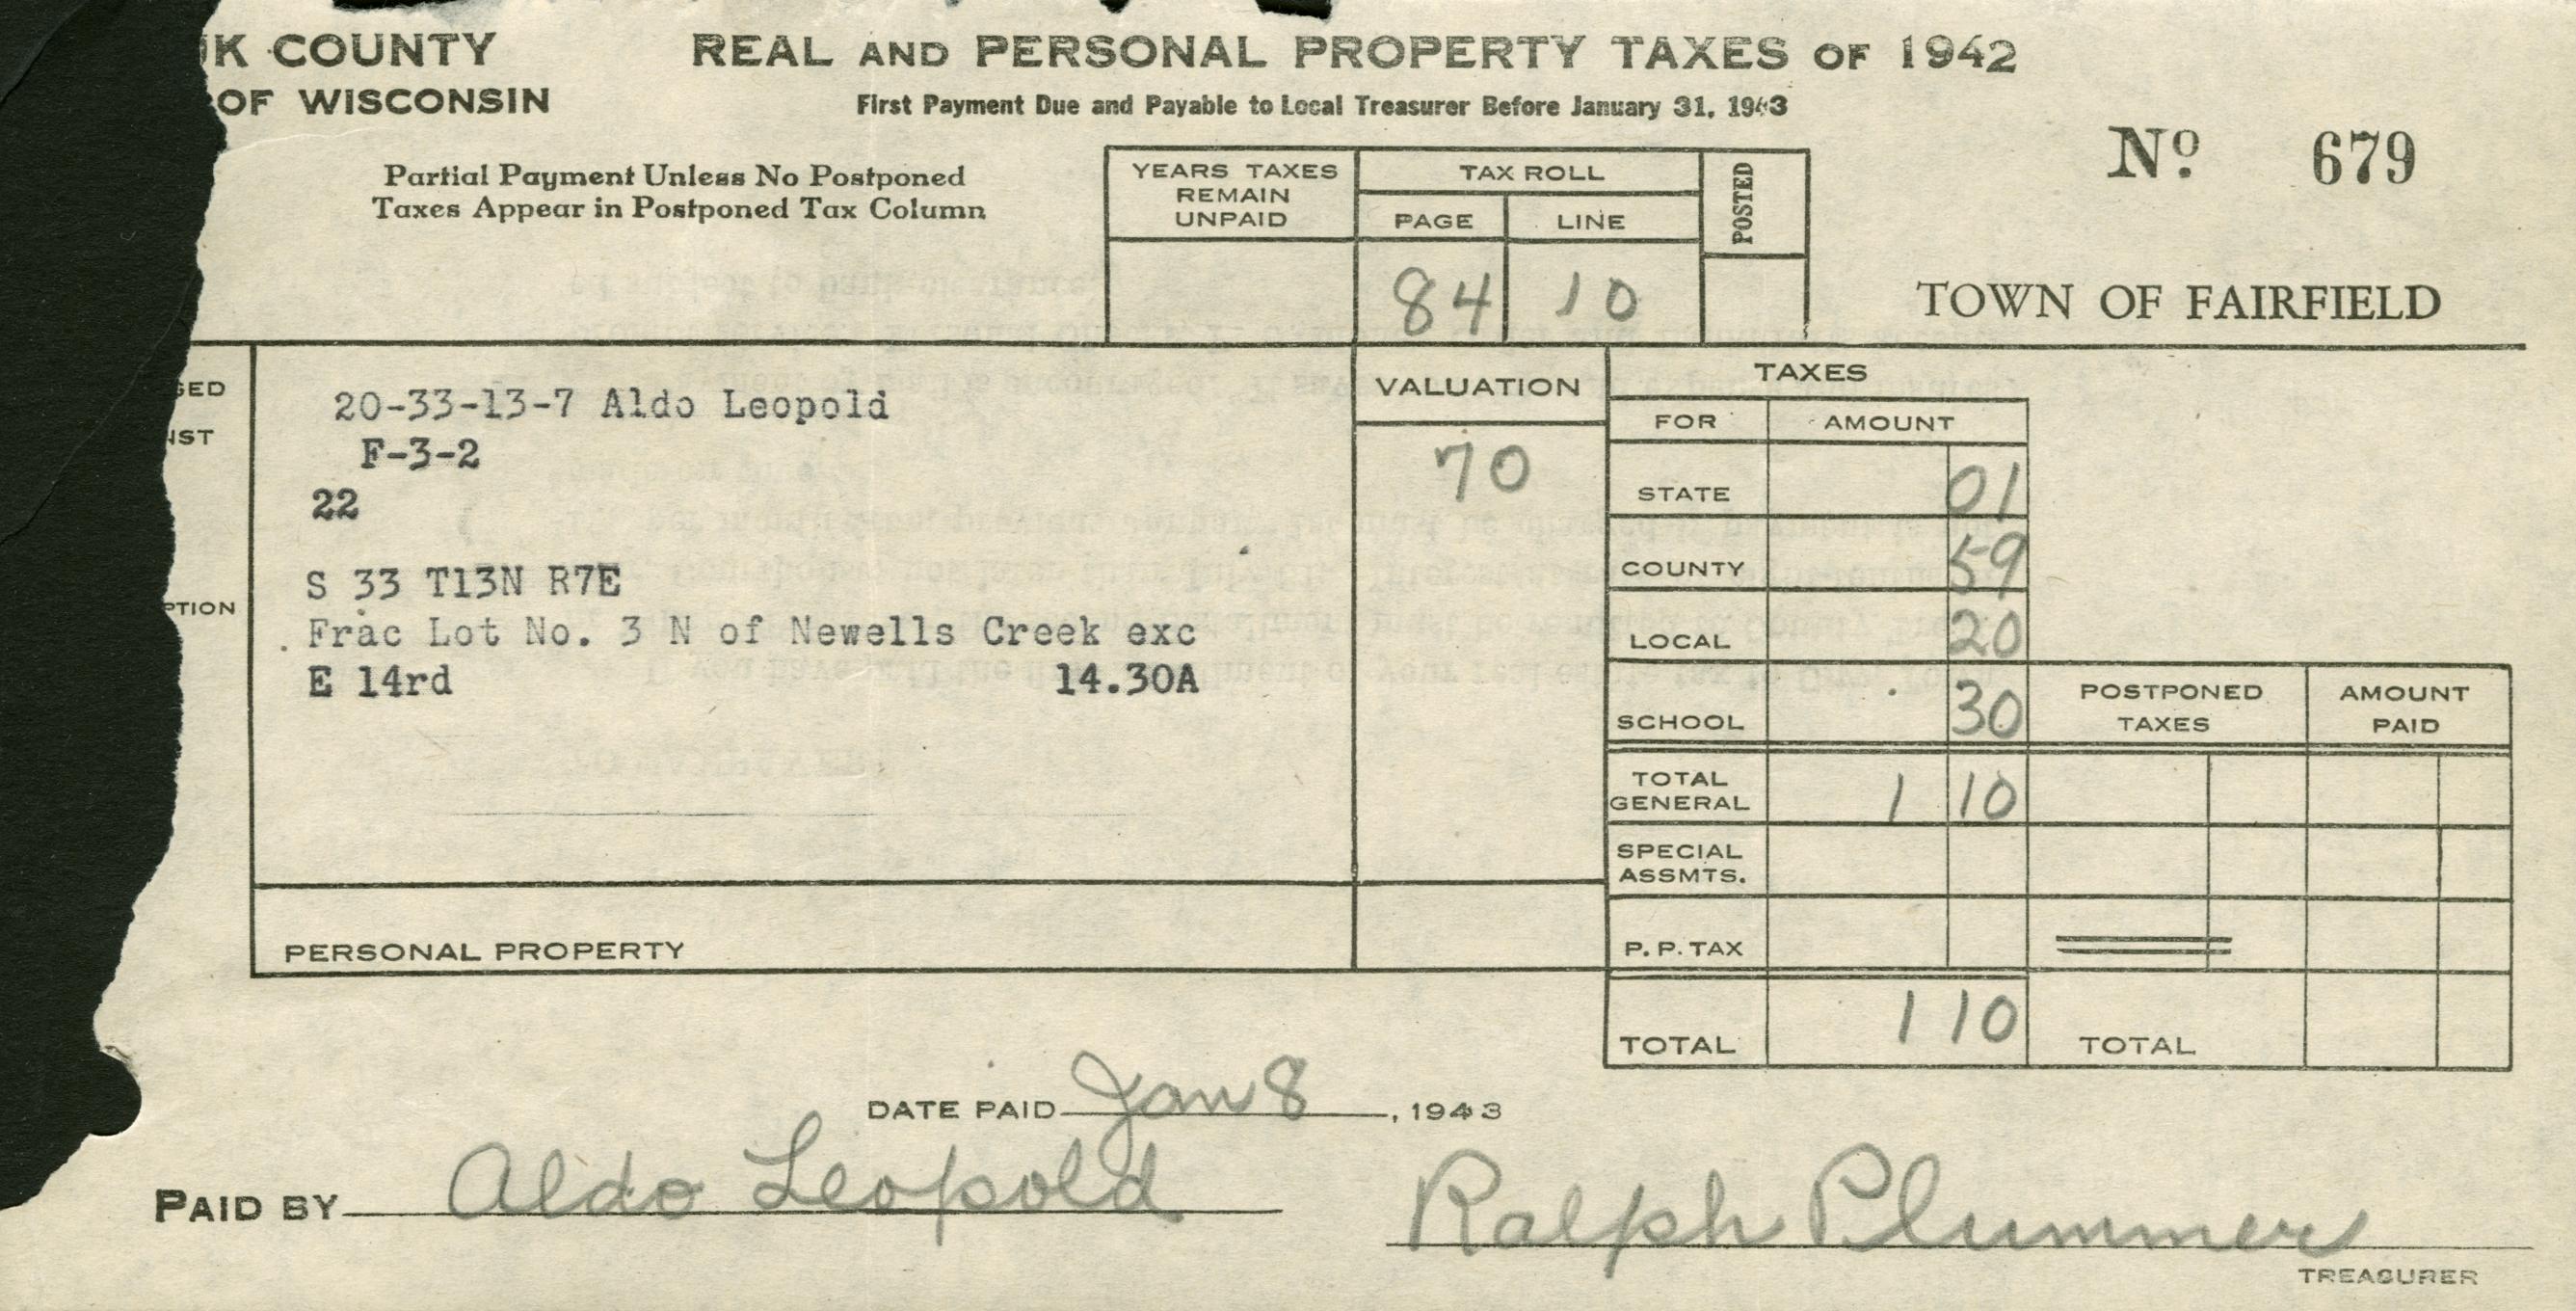 UK COUNTY
OF WISCONSIN
REAL AND PERSONAL PROPERTY TAXES OF 1942
First Payment Due and Payable to Local Treasurer Before January 31, 1943
No 679
Partial Payment Unless No Postponed
Taxes Appear in Postponed Tax Column
YEARS TAXES
REMAIN
UNPAID
TAX ROLL
PAGE LINE
POSTED
84 10
TOWN OF FAIRFIELD
GED
NST
PTION
20-33-13-7 Aldo Leopold
F-3-2
22
S 33 T13N R7E
Frac Lot No. 3 N of Newells Creek exc
E 14rd 14.30A
VALUATION
70
TAXES
FOR AMOUNT
STATE 01
COUNTY 59
LOCAL 20
SCHOOL 30
POSTPONED
TAXES
AMOUNT
PAID
TOTAL
GENERAL 1 10
SPECIAL
ASSMTS.
PERSONAL PROPERTY
P. P. TAX
TOTAL 1 10 TOTAL
DATE PAID Jan 8, 1943
PAID BY Aldo Leopold
Ralph Plummer
TREASURER